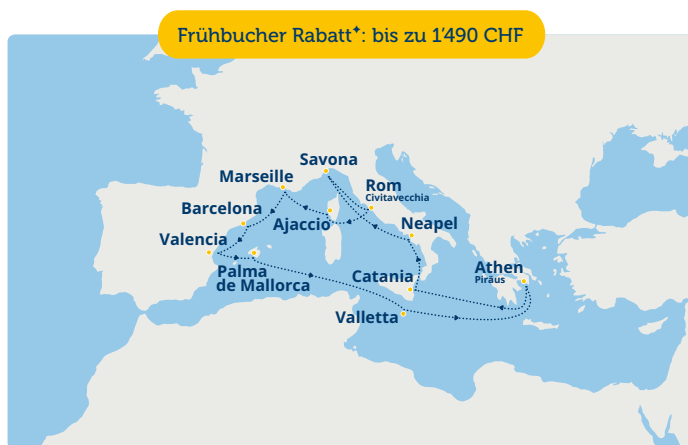 Frühbucher Rabatt✦: bis zu 1'490 CHF
Savona
Marseille
Rom
Civitavecchia
Barcelona
Ajaccio
Neapel
Valencia
Palma
de Mallorca
Catania
Athen
Piräus
Valletta